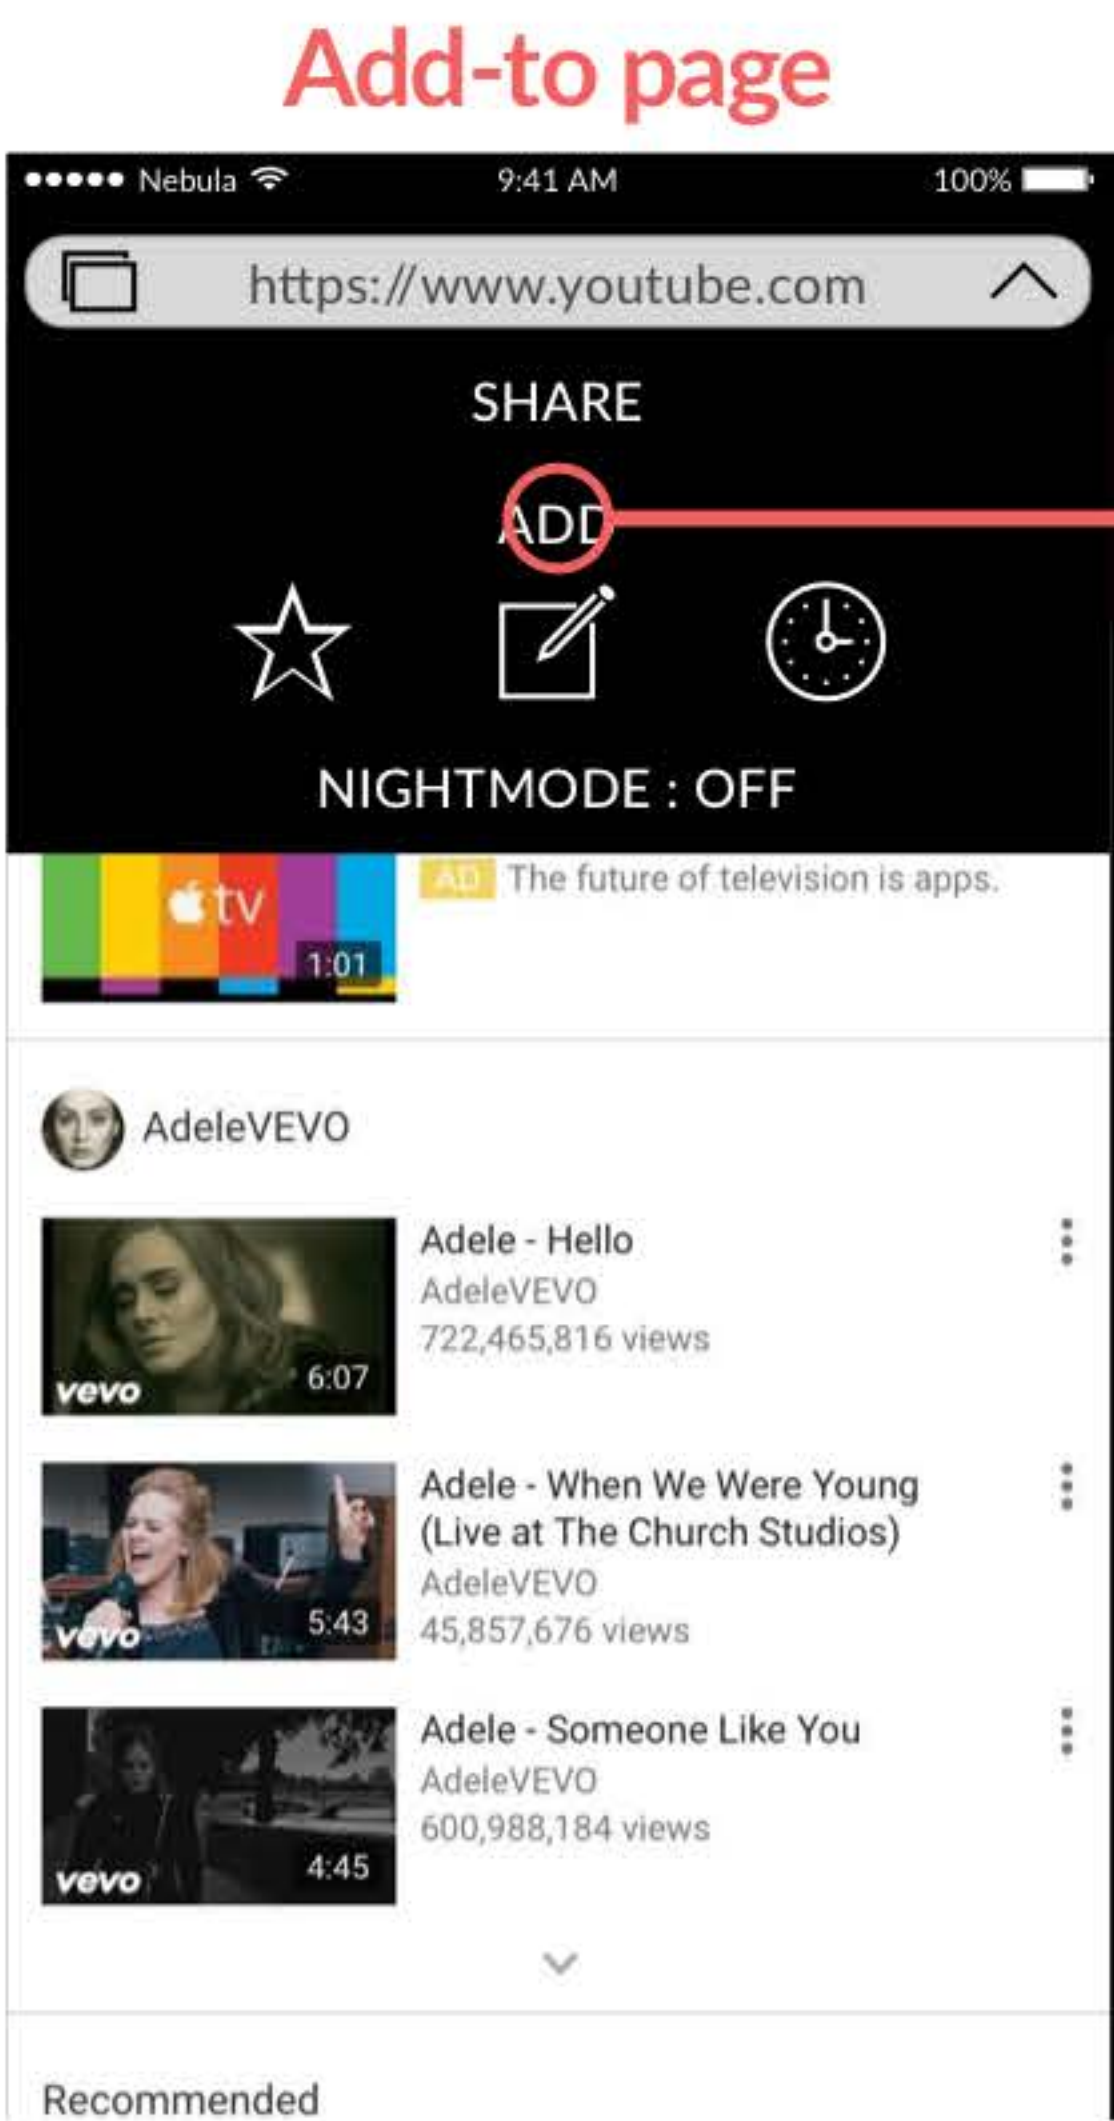 Add-to page
Nebula 9:41 AM 100%
https://www.youtube.com
SHARE
ADD
NIGHTMODE : OFF
tv
1:01
AD The future of television is apps.
AdeleVEVO
Adele - Hello
AdeleVEVO
722,465,816 views
vevo 6:07
Adele - When We Were Young
(Live at The Church Studios)
AdeleVEVO
45,857,676 views
vevo 5:43
Adele - Someone Like You
AdeleVEVO
600,988,184 views
vevo 4:45
Recommended